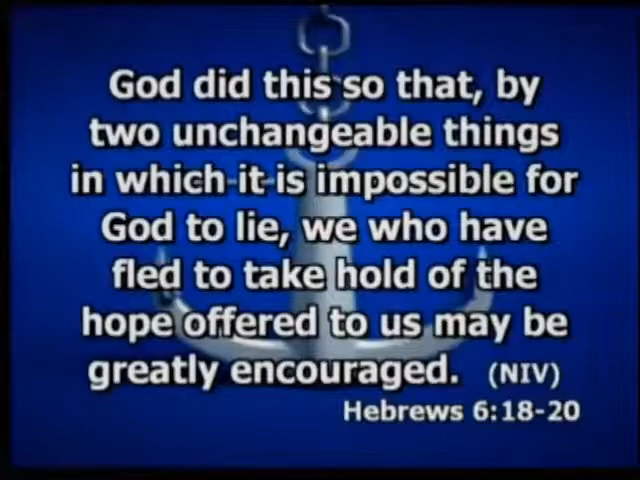 God did this so that, by
two unchangeable things
in which it is impossible for
God to lie, we who have
fled to take hold of the
hope offered to us may be
greatly encouraged. (NIV)
Hebrews 6:18-20